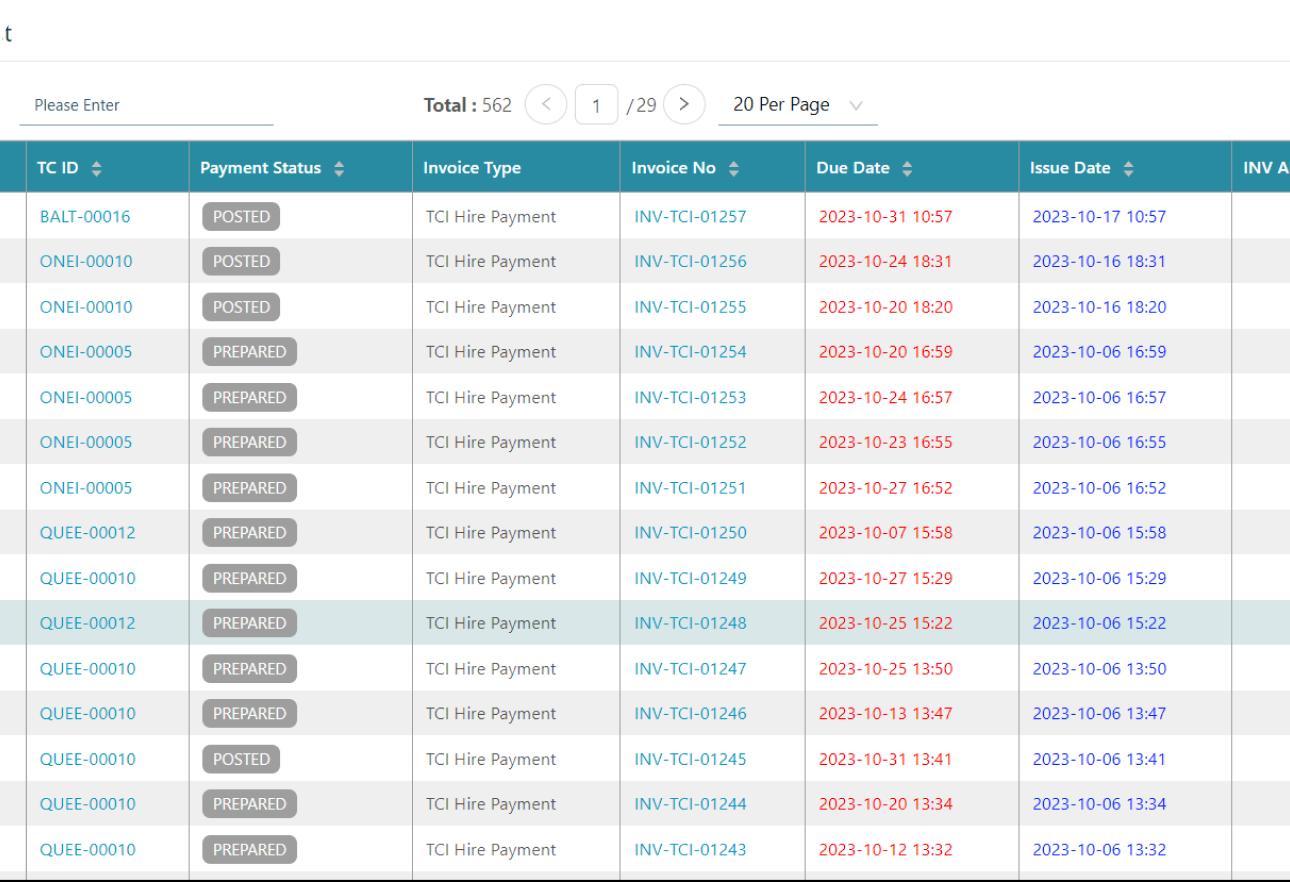 t
Please Enter Total : 562 < 1 /29 > 20 Per Page
TC ID Payment Status Invoice Type Invoice No Due Date Issue Date INV A
BALT-00016 POSTED TCI Hire Payment INV-TCI-01257 2023-10-31 10:57 2023-10-17 10:57
ONEI-00010 POSTED TCI Hire Payment INV-TCI-01256 2023-10-24 18:31 2023-10-16 18:31
ONEI-00010 POSTED TCI Hire Payment INV-TCI-01255 2023-10-20 18:20 2023-10-16 18:20
ONEI-00005 PREPARED TCI Hire Payment INV-TCI-01254 2023-10-20 16:59 2023-10-06 16:59
ONEI-00005 PREPARED TCI Hire Payment INV-TCI-01253 2023-10-24 16:57 2023-10-06 16:57
ONEI-00005 PREPARED TCI Hire Payment INV-TCI-01252 2023-10-23 16:55 2023-10-06 16:55
ONEI-00005 PREPARED TCI Hire Payment INV-TCI-01251 2023-10-27 16:52 2023-10-06 16:52
QUEE-00012 PREPARED TCI Hire Payment INV-TCI-01250 2023-10-07 15:58 2023-10-06 15:58
QUEE-00010 PREPARED TCI Hire Payment INV-TCI-01249 2023-10-27 15:29 2023-10-06 15:29
QUEE-00012 PREPARED TCI Hire Payment INV-TCI-01248 2023-10-25 15:22 2023-10-06 15:22
QUEE-00010 PREPARED TCI Hire Payment INV-TCI-01247 2023-10-25 13:50 2023-10-06 13:50
QUEE-00010 PREPARED TCI Hire Payment INV-TCI-01246 2023-10-13 13:47 2023-10-06 13:47
QUEE-00010 POSTED TCI Hire Payment INV-TCI-01245 2023-10-31 13:41 2023-10-06 13:41
QUEE-00010 PREPARED TCI Hire Payment INV-TCI-01244 2023-10-20 13:34 2023-10-06 13:34
QUEE-00010 PREPARED TCI Hire Payment INV-TCI-01243 2023-10-12 13:32 2023-10-06 13:32